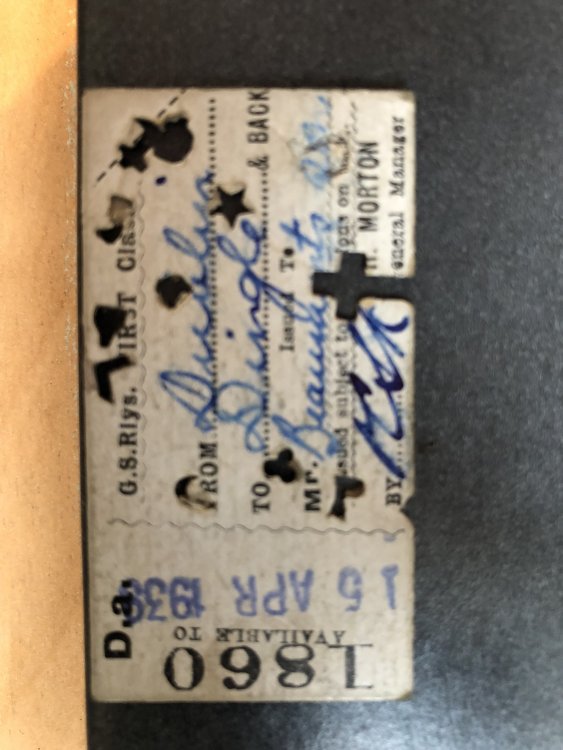 D.a.
G.S.Rlys. FIRST Class
FROM Dublin
TO Dingle & BACK
Issued To
Mr. Beaumont's
issued subject to
H. MORTON
BY General Manager
1860
AVAILABLE TO
15 APR 193